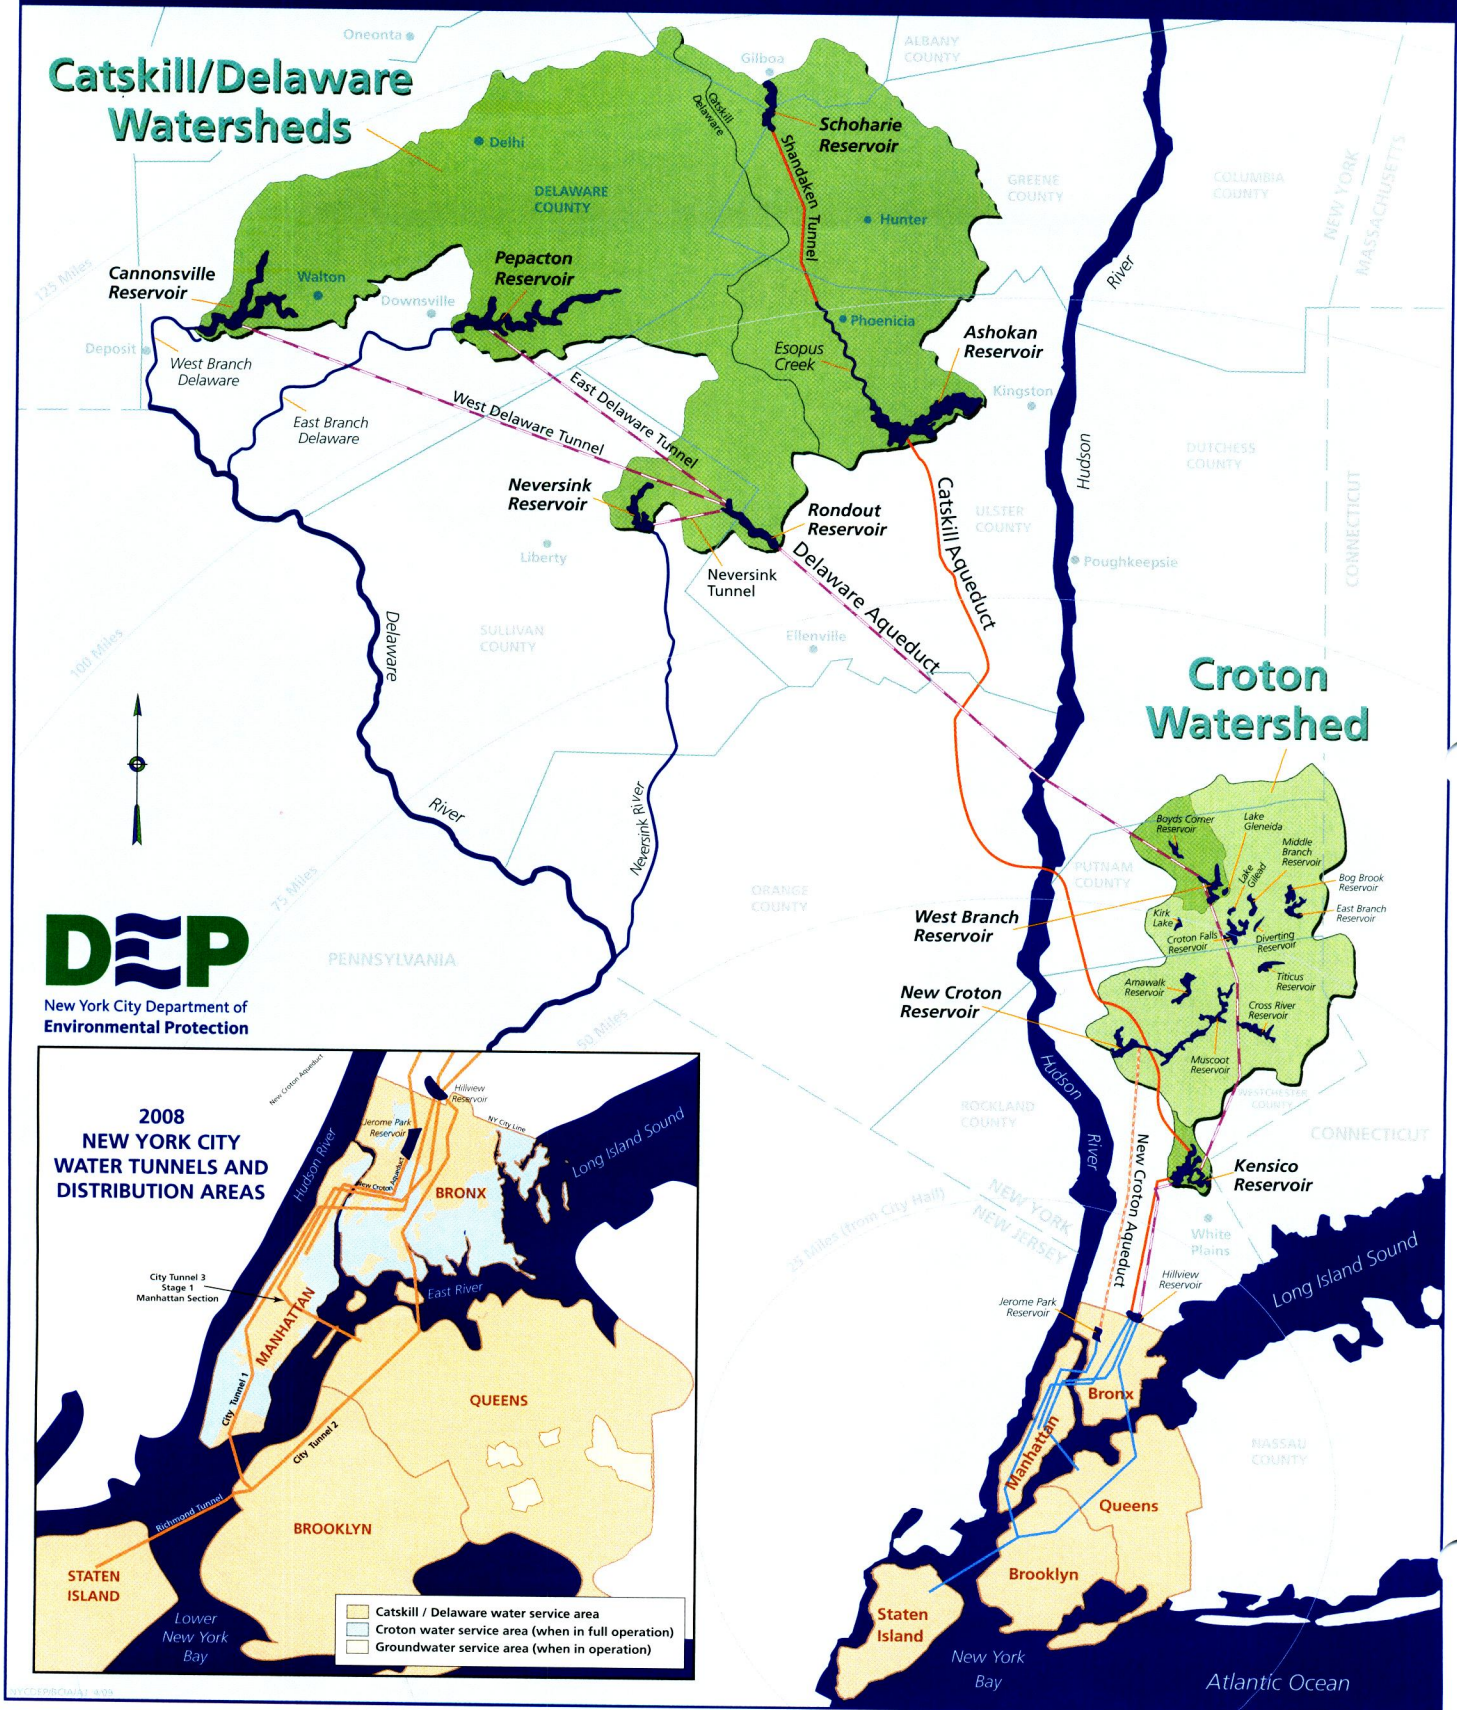 Oneonta
Catskill/Delaware
Watersheds
Gilboa
ALBANY
COUNTY
Catskill
Delaware
Schoharie
Reservoir
Delhi
Shandaken Tunnel
DELAWARE
COUNTY
GREENE
COUNTY
COLUMBIA
COUNTY
NEW YORK
MASSACHUSETTS
Hunter
125 Miles
Cannonsville
Reservoir
Walton
Pepacton
Reservoir
Downsville
River
Phoenicia
Ashokan
Reservoir
Deposit
West Branch
Delaware
Esopus
Creek
Kingston
East Branch
Delaware
West Delaware Tunnel
East Delaware Tunnel
Hudson
DUTCHESS
COUNTY
CONNECTICUT
Neversink
Reservoir
Rondout
Reservoir
Catskill Aqueduct
ULSTER
COUNTY
Liberty
Neversink
Tunnel
Delaware Aqueduct
Poughkeepsie
100 Miles
Delaware
SULLIVAN
COUNTY
Ellenville
Croton
Watershed
River
Neversink River
75 Miles
ORANGE
COUNTY
PUTNAM
COUNTY
Boyds Corner
Reservoir
Lake
Gleneida
Middle
Branch
Reservoir
Lake
Gilead
Bog Brook
Reservoir
East Branch
Reservoir
West Branch
Reservoir
Kirk
Lake
Croton Falls
Reservoir
Diverting
Reservoir
Titicus
Reservoir
Amawalk
Reservoir
Cross River
Reservoir
New Croton
Reservoir
Muscoot
Reservoir
PENNSYLVANIA
DEP
New York City Department of
Environmental Protection
50 Miles
Hudson
River
ROCKLAND
COUNTY
WESTCHESTER
COUNTY
CONNECTICUT
New Croton Aqueduct
Kensico
Reservoir
NEW YORK
NEW JERSEY
25 Miles (from City Hall)
White
Plains
Hillview
Reservoir
Long Island Sound
Jerome Park
Reservoir
Bronx
Manhattan
NASSAU
COUNTY
Queens
Brooklyn
Staten
Island
New York
Bay
Atlantic Ocean
2008
NEW YORK CITY
WATER TUNNELS AND
DISTRIBUTION AREAS
New Croton Aqueduct
Hudson River
Hillview
Reservoir
Jerome Park
Reservoir
NY City Line
Long Island Sound
New Croton Aqueduct
BRONX
City Tunnel 3
Stage 1
Manhattan Section
East River
MANHATTAN
City Tunnel 1
QUEENS
City Tunnel 2
Richmond Tunnel
BROOKLYN
STATEN
ISLAND
Lower
New York
Bay
Catskill / Delaware water service area
Croton water service area (when in full operation)
Groundwater service area (when in operation)